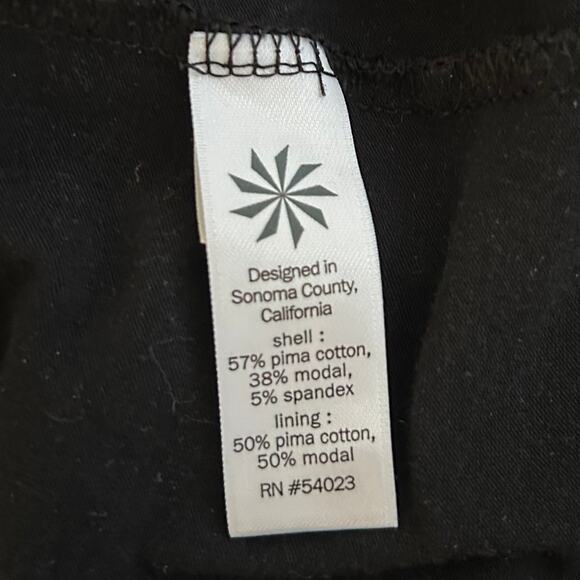 Designed in
Sonoma County,
California
shell :
57% pima cotton,
38% modal,
5% spandex
lining :
50% pima cotton,
50% modal
RN #54023